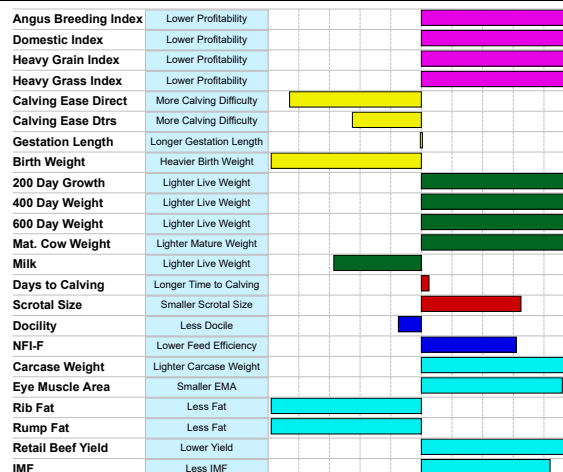 Angus Breeding Index Lower Profitability
Domestic Index Lower Profitability
Heavy Grain Index Lower Profitability
Heavy Grass Index Lower Profitability
Calving Ease Direct More Calving Difficulty
Calving Ease Dtrs More Calving Difficulty
Gestation Length Longer Gestation Length
Birth Weight Heavier Birth Weight
200 Day Growth Lighter Live Weight
400 Day Weight Lighter Live Weight
600 Day Weight Lighter Live Weight
Mat. Cow Weight Lighter Mature Weight
Milk Lighter Live Weight
Days to Calving Longer Time to Calving
Scrotal Size Smaller Scrotal Size
Docility Less Docile
NFI-F Lower Feed Efficiency
Carcase Weight Lighter Carcase Weight
Eye Muscle Area Smaller EMA
Rib Fat Less Fat
Rump Fat Less Fat
Retail Beef Yield Lower Yield
IMF Less IMF